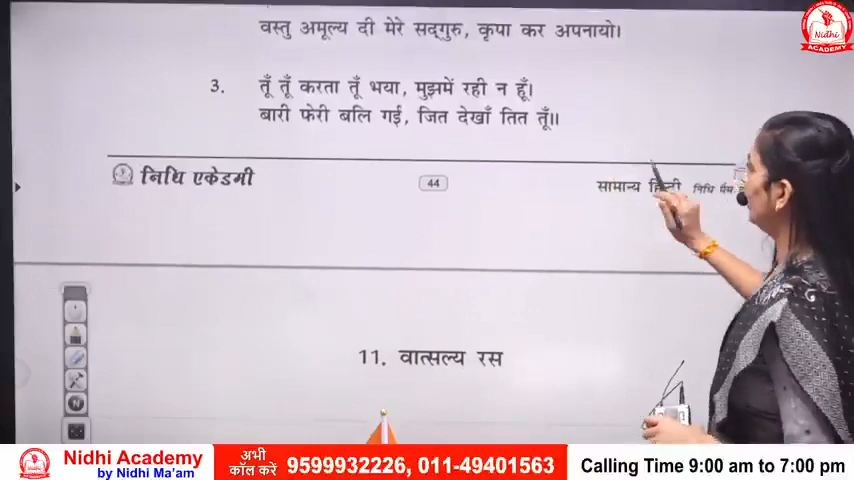 वस्तु अमूल्य दी मेरे सद्‌गुरु, कृपा कर अपनायो।
3. तूँ तूँ करता तूँ भया, मुझमें रही न हूँ।
बारी फेरी बलि गई, जित देखाँ तित तूँ॥
निधि एकेडमी 44 सामान्य हिन्दी निधि
11. वात्सल्य रस
Nidhi
ACADEMY
N
Nidhi Academy
by Nidhi Ma'am
अभी
कॉल करें
9599932226, 011-49401563
Calling Time 9:00 am to 7:00 pm